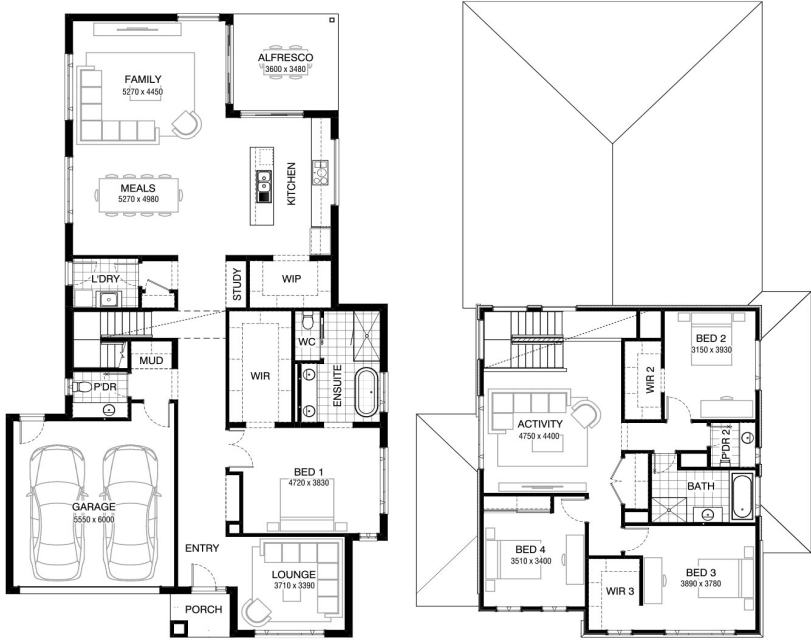 FAMILY
5270 x 4450
ALFRESCO
3600 x 3480
MEALS
5270 x 4980
KITCHEN
L'DRY
STUDY
WIP
MUD
P'DR
WIR
WC
ENSUITE
BED 1
4720 x 3830
GARAGE
5550 x 6000
ENTRY
LOUNGE
3710 x 3390
PORCH
BED 2
3150 x 3930
WIR 2
ACTIVITY
4750 x 4400
P'DR 2
BATH
BED 4
3510 x 3400
WIR 3
BED 3
3890 x 3780